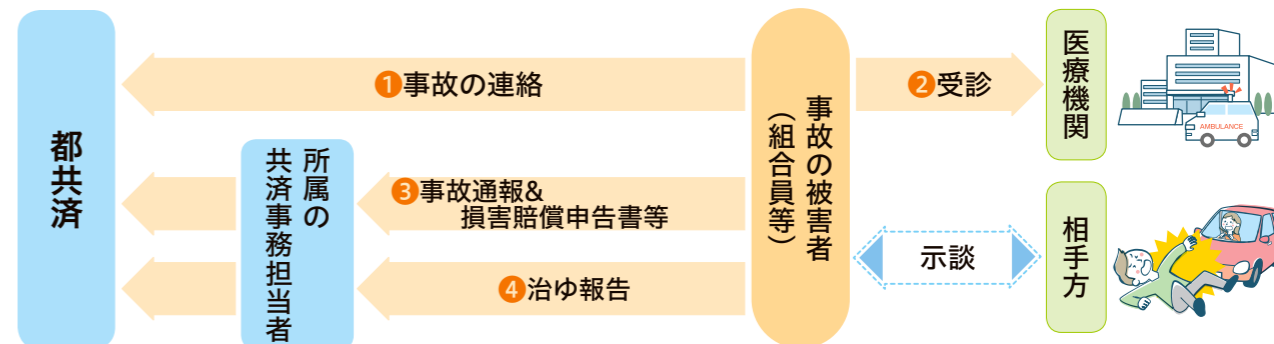 都共済
❶事故の連絡
所属の
共済事務担当者
❸事故通報&
損害賠償申告書等
❹治ゆ報告
事故の被害者
（組合員等）
❷受診
医療機関
AMBULANCE
示談
相手方